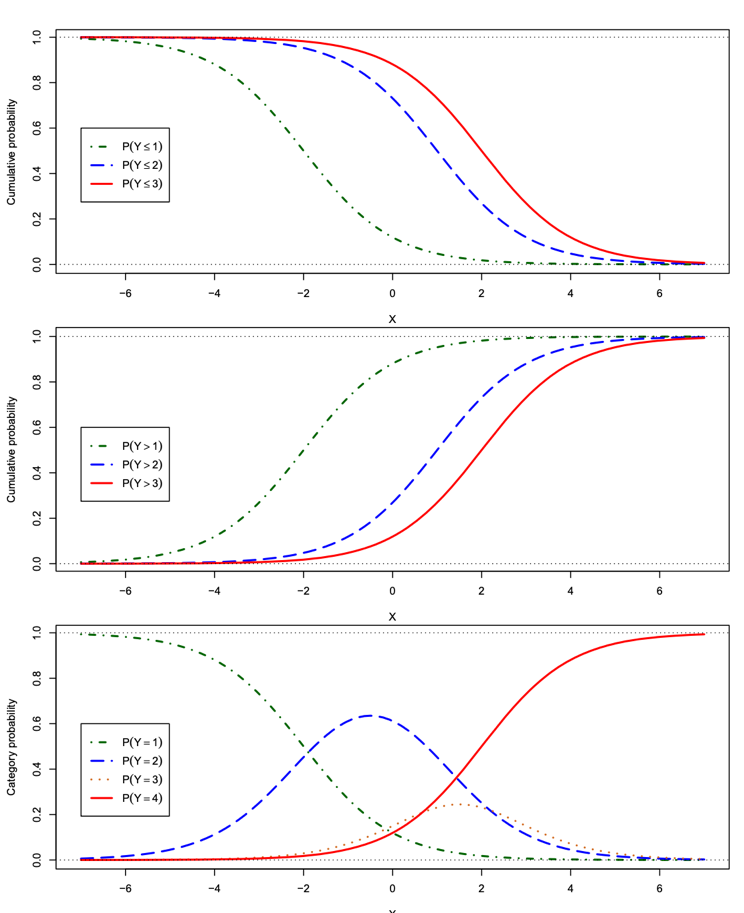 Cumulative probability
1.0
0.8
0.6
0.4
0.2
0.0
P(Y ≤ 1)
P(Y ≤ 2)
P(Y ≤ 3)
−6 −4 −2 0 2 4 6
X
Cumulative probability
1.0
0.8
0.6
0.4
0.2
0.0
P(Y > 1)
P(Y > 2)
P(Y > 3)
−6 −4 −2 0 2 4 6
X
Category probability
1.0
0.8
0.6
0.4
0.2
0.0
P(Y = 1)
P(Y = 2)
P(Y = 3)
P(Y = 4)
−6 −4 −2 0 2 4 6